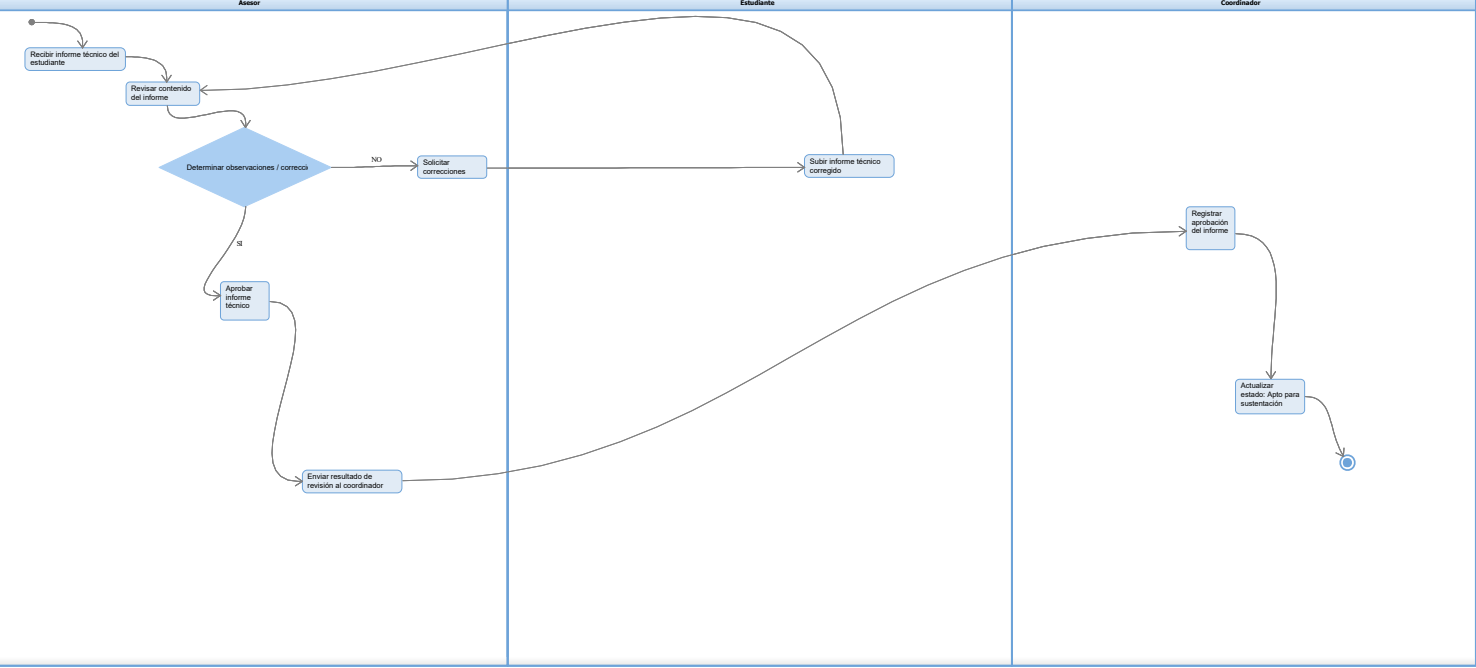 Asesor
Estudiante
Coordinador
Recibir informe técnico del
estudiante
Revisar contenido
del informe
Determinar observaciones / correcci
NO
Solicitar
correcciones
Subir informe técnico
corregido
Registrar
aprobación
del informe
SI
Aprobar
informe
técnico
Actualizar
estado: Apto para
sustentación
Enviar resultado de
revisión al coordinador